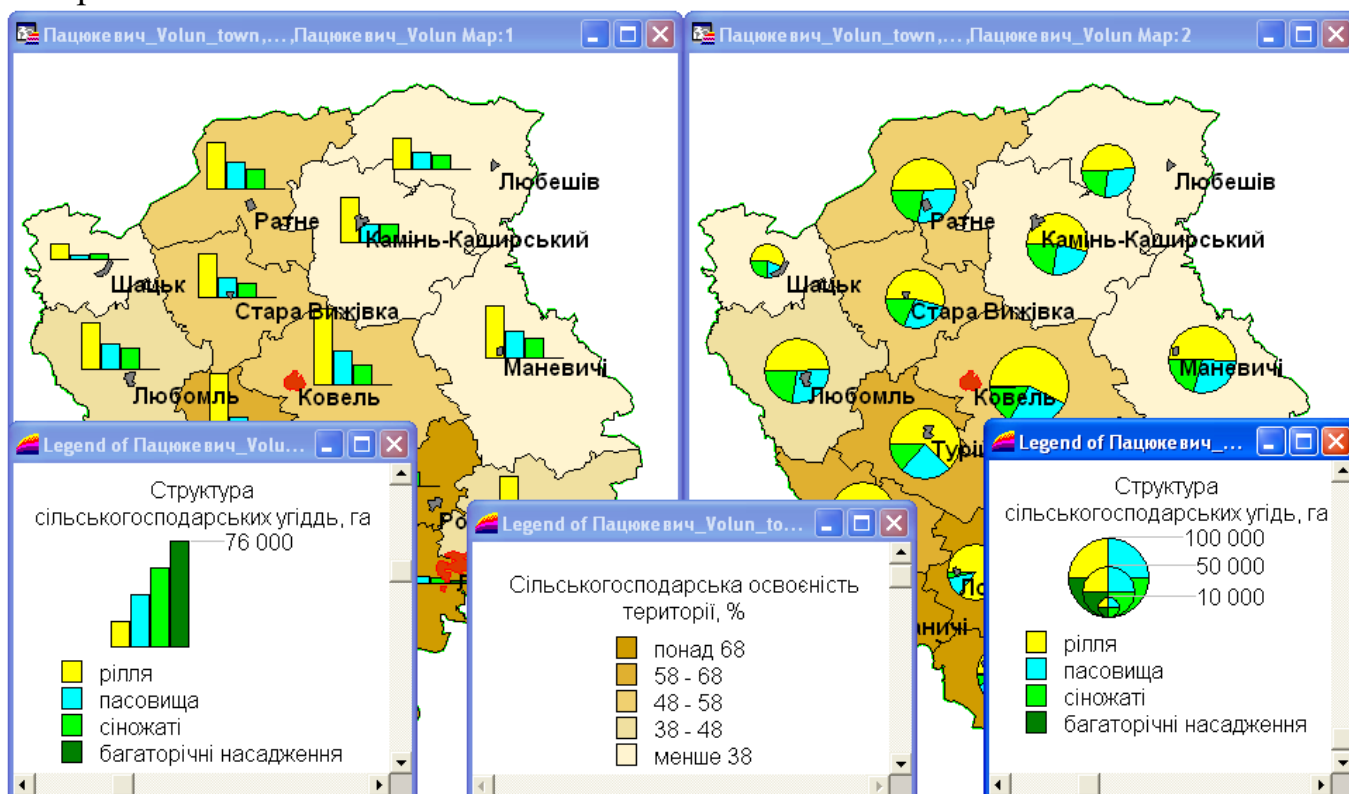 Пацюкевич_Volun_town,...,Пацюкевич_Volun Map:1
Любешів
Ратне
Камінь-Каширський
Шацьк
Стара Вижівка
Маневичі
Любомль
Ковель
Пацюкевич_Volun_town,...,Пацюкевич_Volun Map:2
Любешів
Ратне
Камінь-Каширський
Шацьк
Стара Вижівка
Маневичі
Любомль
Ковель
Legend of Пацюкевич_Volu...
Структура
сільськогосподарських угіддь, га
76 000
рілля
пасовища
сіножаті
багаторічні насадження
Legend of Пацюкевич_Volun_to...
Сільськогосподарська освоєність
території, %
понад 68
58 - 68
48 - 58
38 - 48
менше 38
Legend of Пацюкевич_...
Структура
сільськогосподарських угідь, га
100 000
50 000
10 000
рілля
пасовища
сіножаті
багаторічні насадження